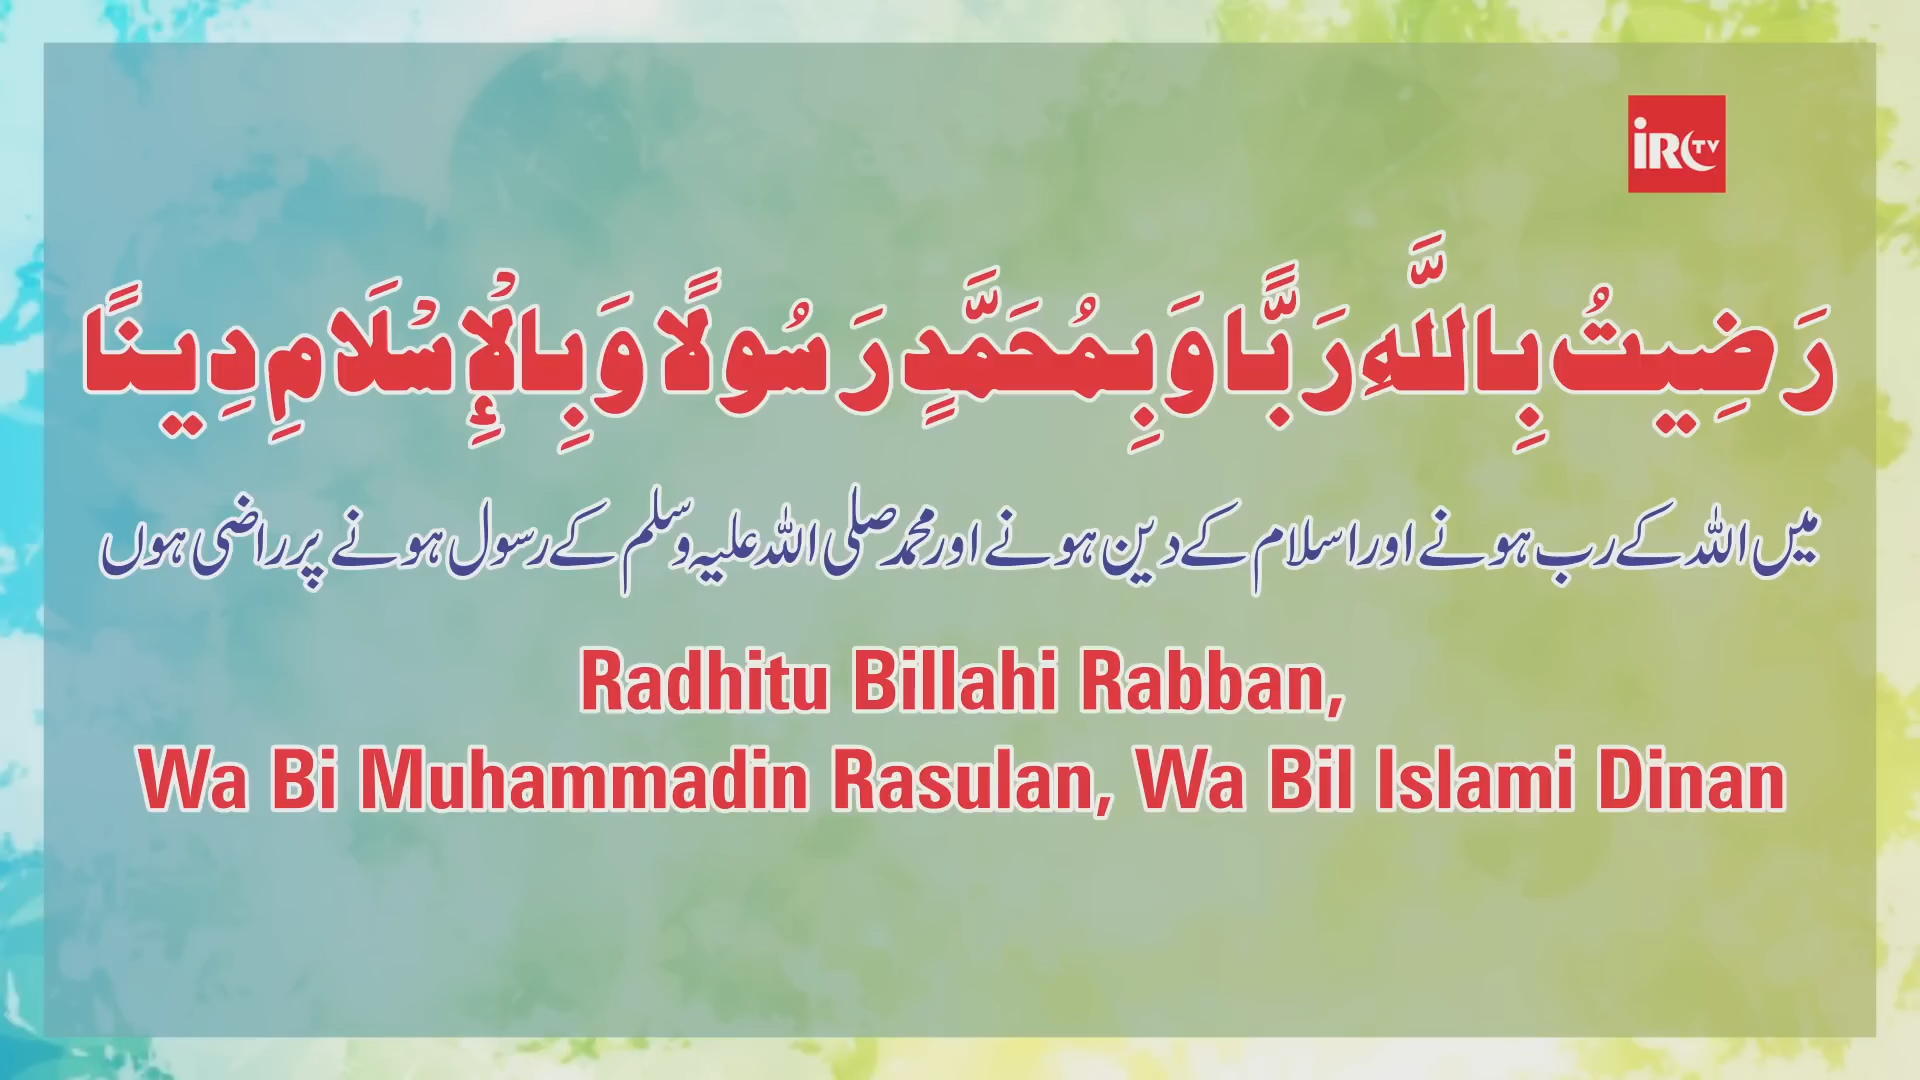 iRC TV
رَضِيتُ بِاللَّهِ رَبًّا وَبِمُحَمَّدٍ رَسُولًا وَبِالْإِسْلَامِ دِينًا
میں اللہ کے رب ہونے اور اسلام کے دین ہونے اور محمد صلی اللہ علیہ وسلم کے رسول ہونے پر راضی ہوں
Radhitu Billahi Rabban,
Wa Bi Muhammadin Rasulan, Wa Bil Islami Dinan